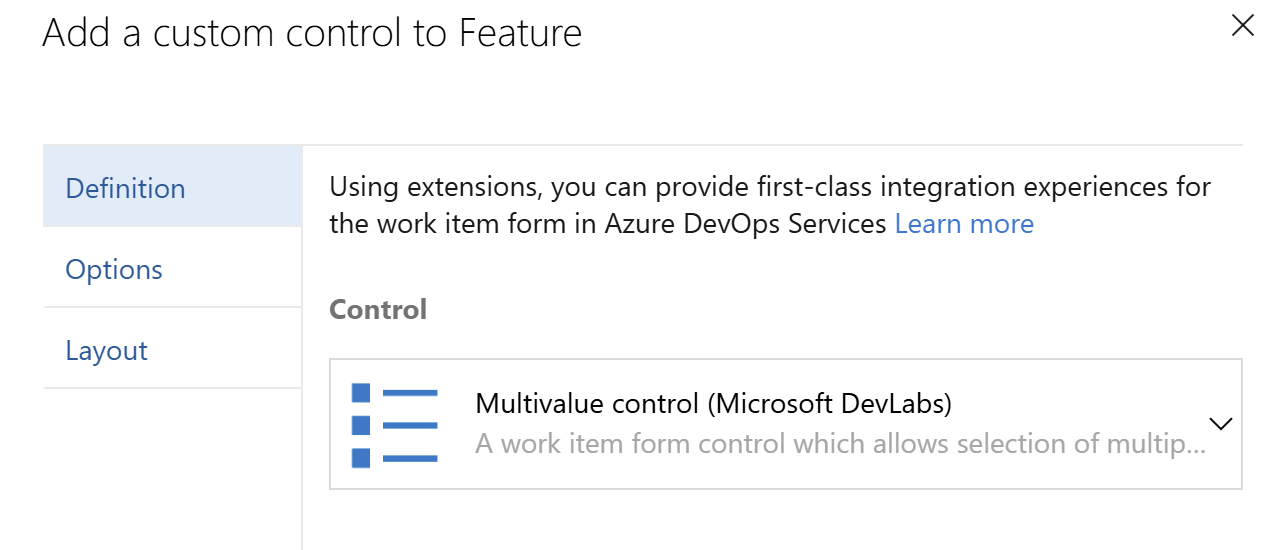 Add a custom control to Feature
Definition
Options
Layout
Using extensions, you can provide first-class integration experiences for
the work item form in Azure DevOps Services Learn more
Control
Multivalue control (Microsoft DevLabs)
A work item form control which allows selection of multip...